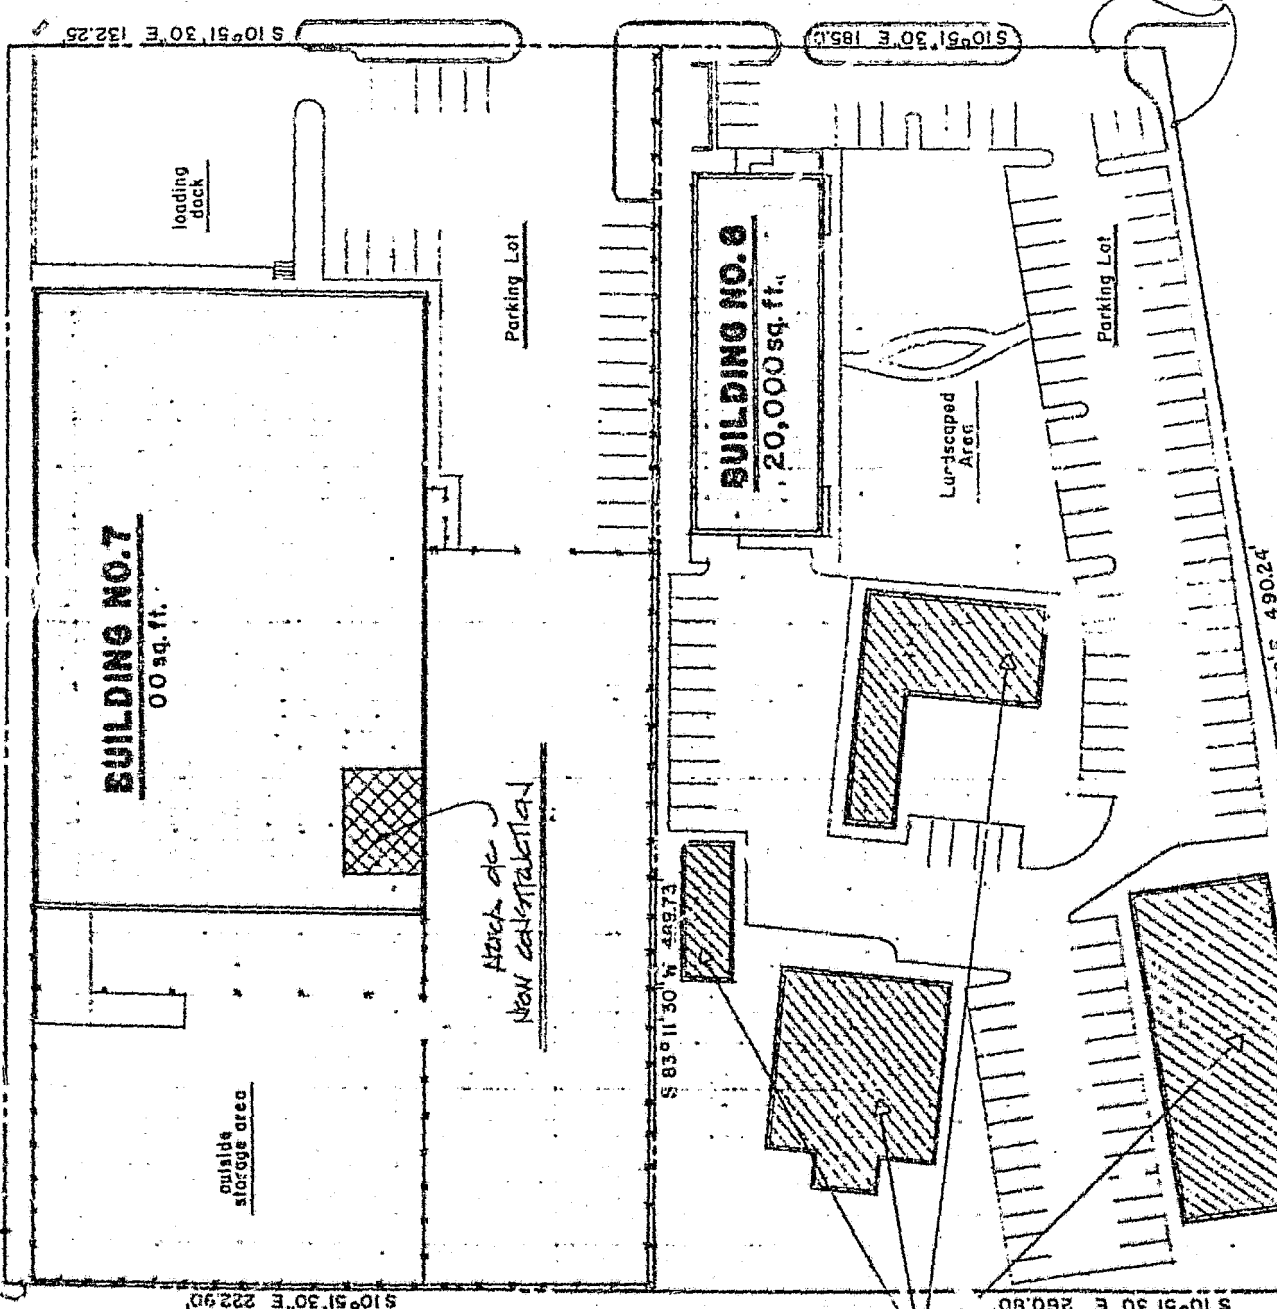 S 10°51'30"E 132.25'
S10°51'30"E 185.
loading
dock
Parking Lot
BUILDING NO. 8
20,000 sq. ft.
Parking Lot
Landscaped
Area
BUILDING NO. 7
00 sq. ft.
New construction
S 83°11'30" W 489.73'
490.24'
outside
storage area
S10°51'30"E 222.90'
S 10°51'30 E 260.80'